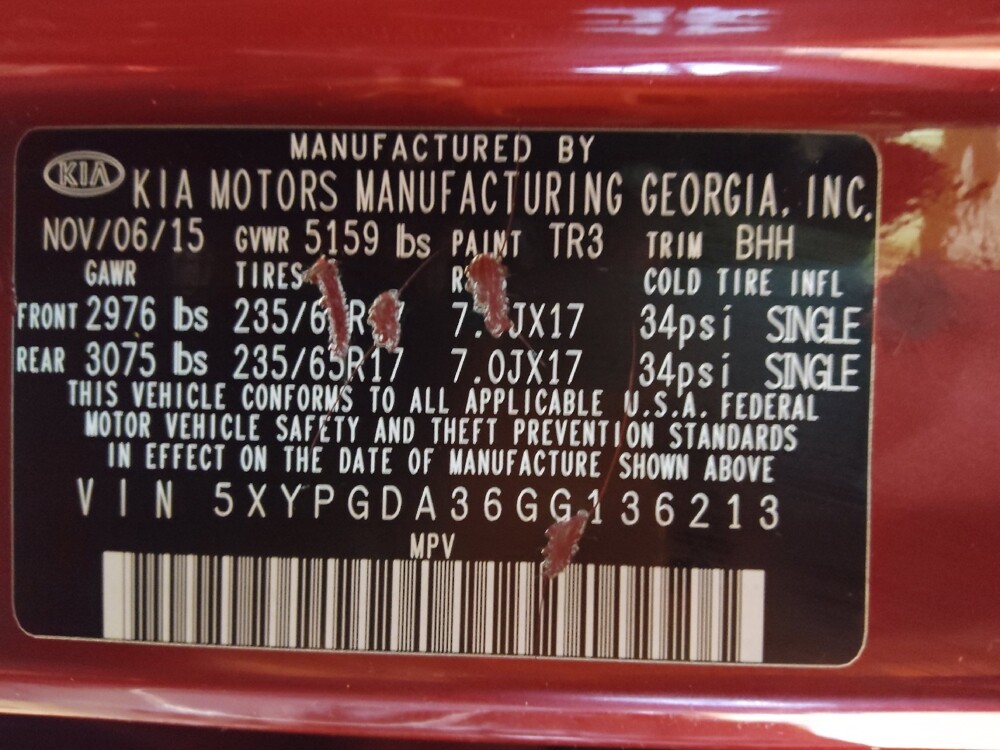 MANUFACTURED BY
KIA KIA MOTORS MANUFACTURING GEORGIA, INC.
NOV/06/15 GVWR 5159 lbs PAINT TR3 TRIM BHH
GAWR TIRES COLD TIRE INFL
FRONT 2976 lbs 34psi SINGLE
REAR 3075 lbs 235/65R17 7.0JX17 34psi SINGLE
THIS VEHICLE CONFORMS TO ALL APPLICABLE U.S.A. FEDERAL
MOTOR VEHICLE SAFETY AND THEFT PREVENTION STANDARDS
IN EFFECT ON THE DATE OF MANUFACTURE SHOWN ABOVE
VIN 5XYPGDA36GG136213
MPV